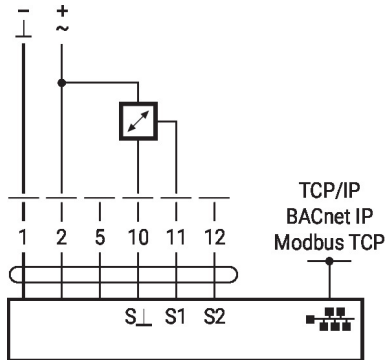 − +
⊥ ~
TCP/IP
BACnet IP
Modbus TCP
1 2 5 10 11 12
S⊥ S1 S2